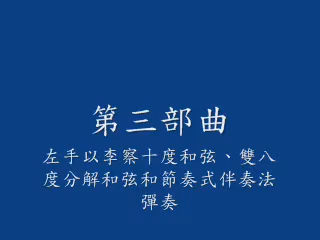 第三部曲
左手以李察十度和弦、雙八
度分解和弦和節奏式伴奏法
彈奏